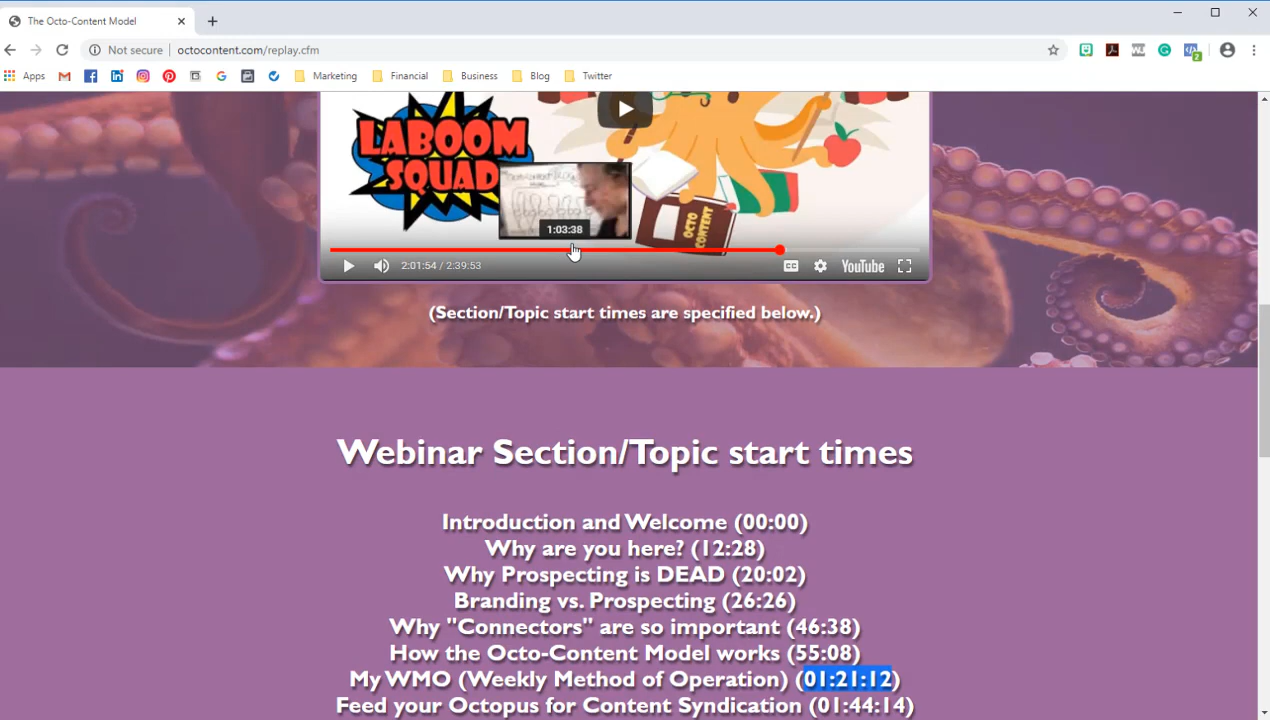 The Octo-Content Model
Not secure octocontent.com/replay.cfm
Apps Marketing Financial Business Blog Twitter
LABOOM
SQUAD
1:03:38
OCTO
CONTENT
2:01:54 / 2:39:53 CC YouTube
(Section/Topic start times are specified below.)
Webinar Section/Topic start times
Introduction and Welcome (00:00)
Why are you here? (12:28)
Why Prospecting is DEAD (20:02)
Branding vs. Prospecting (26:26)
Why "Connectors" are so important (46:38)
How the Octo-Content Model works (55:08)
My WMO (Weekly Method of Operation) (01:21:12)
Feed your Octopus for Content Syndication (01:44:14)